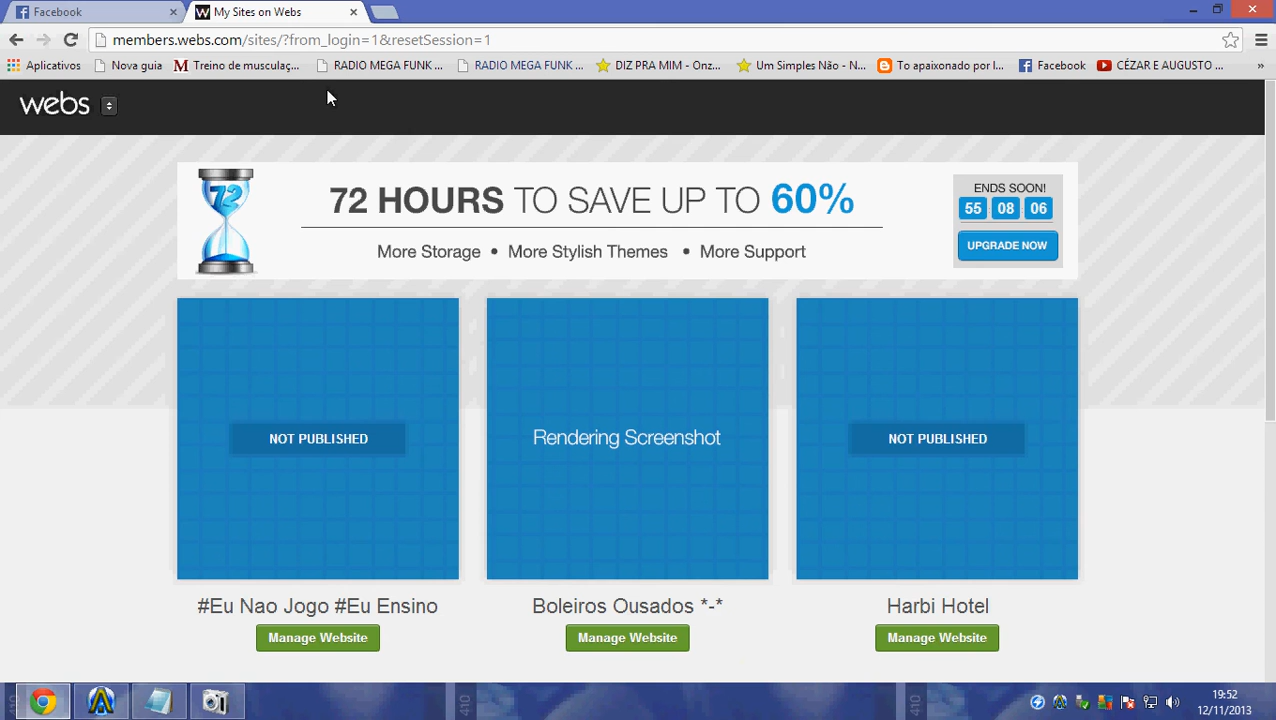 Facebook
My Sites on Webs
members.webs.com/sites/?from_login=1&resetSession=1
Aplicativos
Nova guia
Treino de musculaç...
RADIO MEGA FUNK ...
RADIO MEGA FUNK ...
DIZ PRA MIM - Onz...
Um Simples Não - N...
To apaixonado por l...
Facebook
CÉZAR E AUGUSTO ...
»
webs
72
72 HOURS TO SAVE UP TO 60%
More Storage • More Stylish Themes • More Support
ENDS SOON!
55 08 06
UPGRADE NOW
NOT PUBLISHED
Rendering Screenshot
NOT PUBLISHED
#Eu Nao Jogo #Eu Ensino
Boleiros Ousados *-*
Harbi Hotel
Manage Website
Manage Website
Manage Website
410
410
410
19:52
12/11/2013